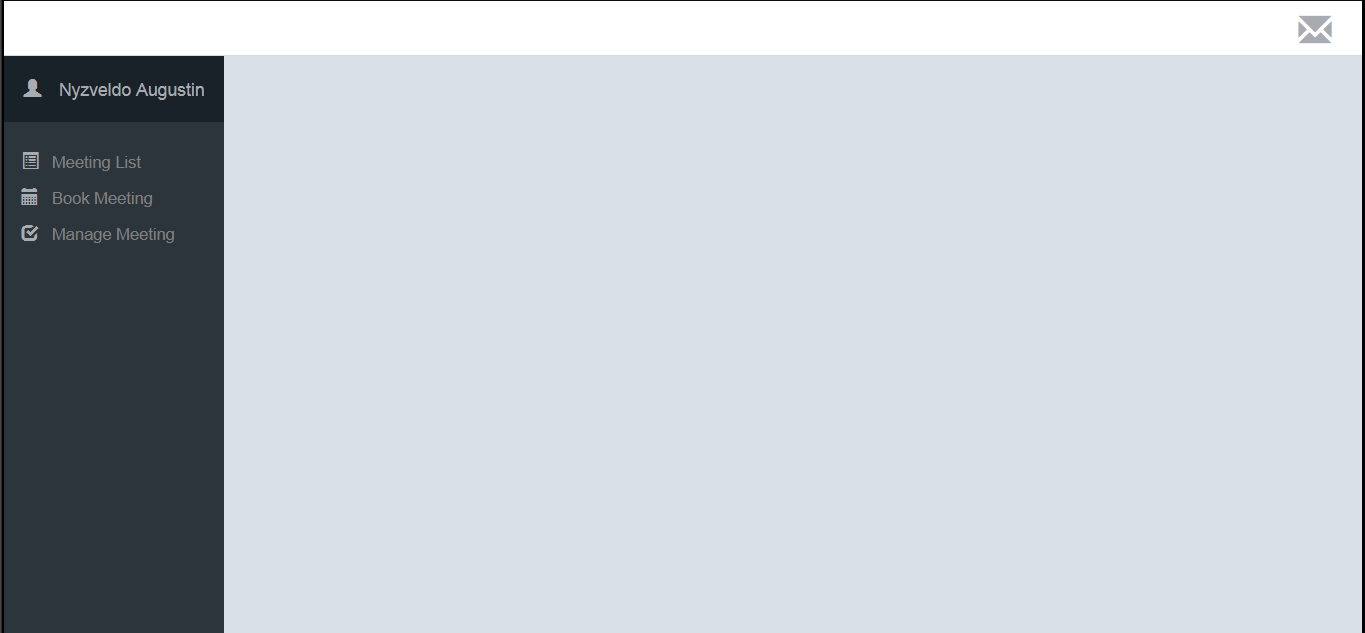 Nyzveldo Augustin
Meeting List
Book Meeting
Manage Meeting